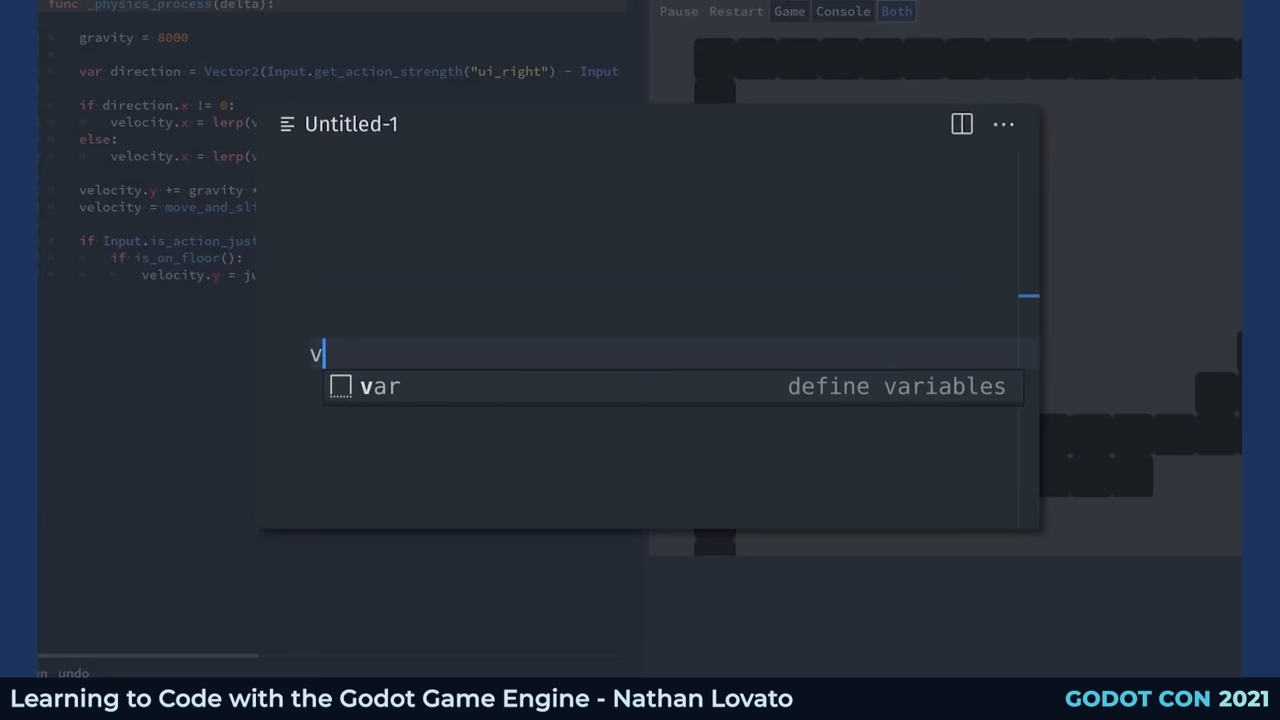 func _physics_process(delta):
Pause Restart Game Console Both
gravity = 8000
var direction = Vector2(Input.get_action_strength("ui_right") - Input
if direction.x != 0:
velocity.x = lerp(v
else:
velocity.x = lerp(v
velocity.y += gravity *
velocity = move_and_sli
if Input.is_action_just
if is_on_floor():
velocity.y = ju
Untitled-1
v
var define variables
undo
Learning to Code with the Godot Game Engine - Nathan Lovato
GODOT CON 2021